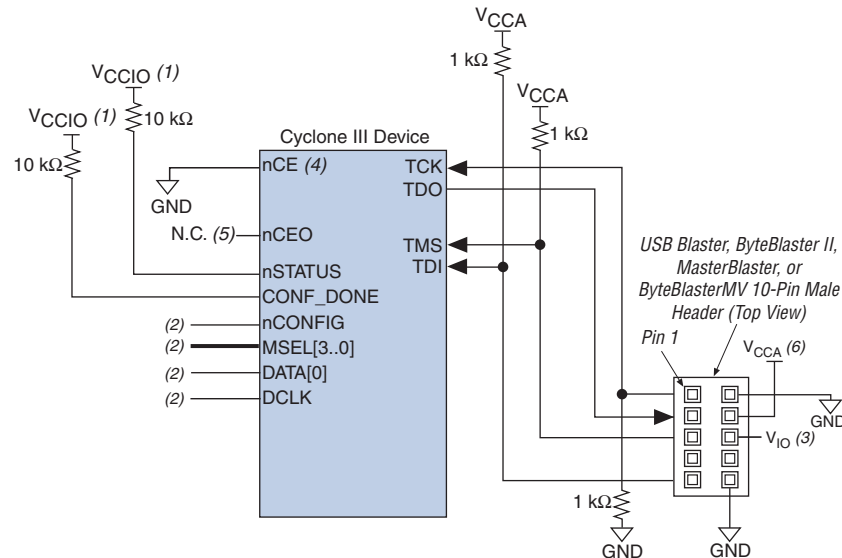 VCCA
1 kΩ
VCCIO (1)
VCCA
VCCIO (1)
10 kΩ
1 kΩ
10 kΩ
Cyclone III Device
nCE (4)
TCK
GND
TDO
N.C. (5)
nCEO
TMS
TDI
nSTATUS
CONF_DONE
(2)
nCONFIG
(2)
MSEL[3..0]
(2)
DATA[0]
(2)
DCLK
USB Blaster, ByteBlaster II,
MasterBlaster, or
ByteBlasterMV 10-Pin Male
Header (Top View)
Pin 1
VCCA (6)
GND
VIO (3)
1 kΩ
GND
GND